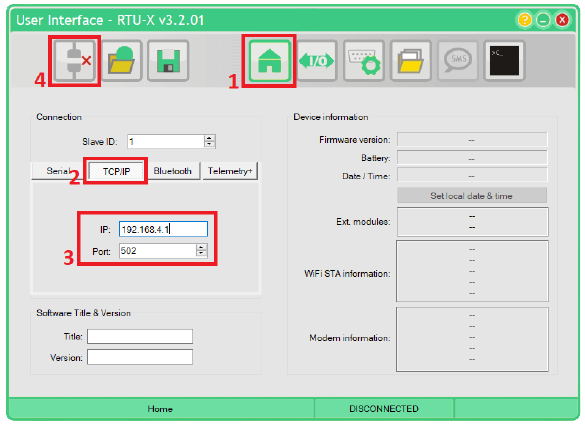 User Interface - RTU-X v3.2.01
?
4
1
I/O
SMS
>C_
Connection
Slave ID: 1
Serial TCP/IP Bluetooth Telemetry+
2
IP: 192.168.4.1
Port: 502
3
Software Title & Version
Title:
Version:
Device information
Firmware version: --
Battery: --
Date / Time: --
Set local date & time
Ext. modules: --
--
WiFi STA information: --
--
--
--
Modem information: --
--
--
--
Home DISCONNECTED